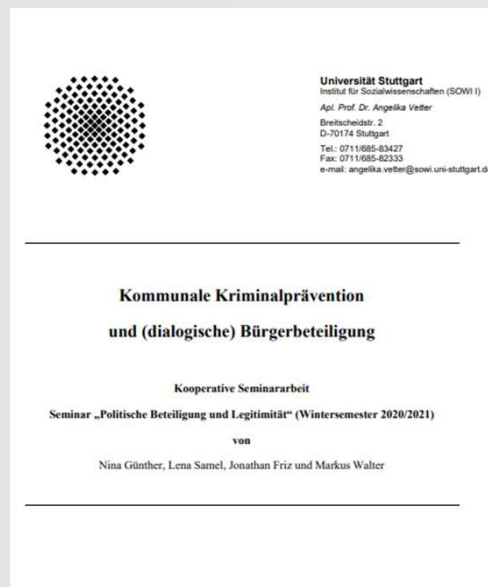 Universität Stuttgart
Institut für Sozialwissenschaften (SOWI I)
Apl. Prof. Dr. Angelika Vetter
Breitscheidstr. 2
D-70174 Stuttgart
Tel.: 0711/685-83427
Fax: 0711/685-82333
e-mail: angelika.vetter@sowi.uni-stuttgart.d
Kommunale Kriminalprävention
und (dialogische) Bürgerbeteiligung
Kooperative Seminararbeit
Seminar „Politische Beteiligung und Legitimität“ (Wintersemester 2020/2021)
von
Nina Günther, Lena Samel, Jonathan Friz und Markus Walter